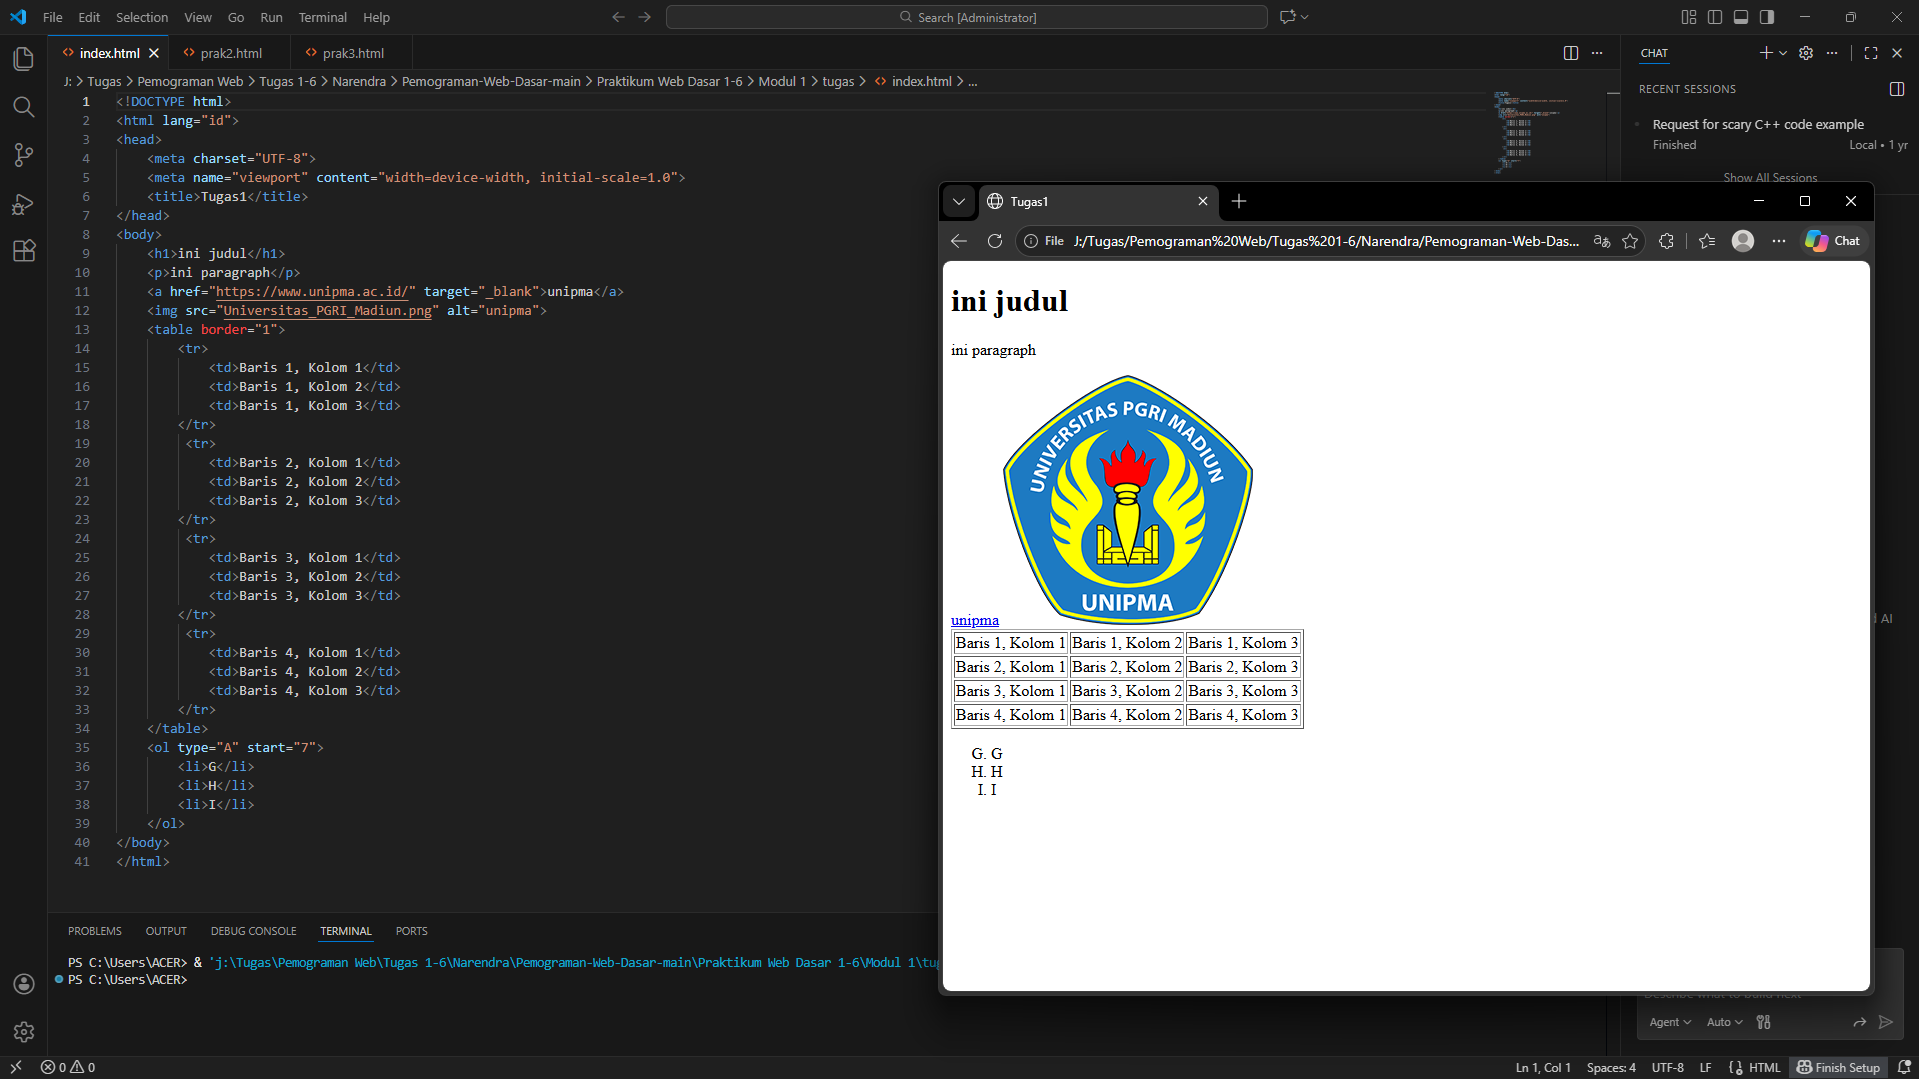 File Edit Selection View Go Run Terminal Help
Search [Administrator]
index.html
prak2.html
prak3.html
J: > Tugas > Pemograman Web > Tugas 1-6 > Narendra > Pemograman-Web-Dasar-main > Praktikum Web Dasar 1-6 > Modul 1 > tugas > index.html > ...
1 <!DOCTYPE html>
2 <html lang="id">
3 <head>
4 <meta charset="UTF-8">
5 <meta name="viewport" content="width=device-width, initial-scale=1.0">
6 <title>Tugas1</title>
7 </head>
8 <body>
9 <h1>ini judul</h1>
10 <p>ini paragraph</p>
11 <a href="https://www.unipma.ac.id/" target="_blank">unipma</a>
12 <img src="Universitas_PGRI_Madiun.png" alt="unipma">
13 <table border="1">
14 <tr>
15 <td>Baris 1, Kolom 1</td>
16 <td>Baris 1, Kolom 2</td>
17 <td>Baris 1, Kolom 3</td>
18 </tr>
19 <tr>
20 <td>Baris 2, Kolom 1</td>
21 <td>Baris 2, Kolom 2</td>
22 <td>Baris 2, Kolom 3</td>
23 </tr>
24 <tr>
25 <td>Baris 3, Kolom 1</td>
26 <td>Baris 3, Kolom 2</td>
27 <td>Baris 3, Kolom 3</td>
28 </tr>
29 <tr>
30 <td>Baris 4, Kolom 1</td>
31 <td>Baris 4, Kolom 2</td>
32 <td>Baris 4, Kolom 3</td>
33 </tr>
34 </table>
35 <ol type="A" start="7">
36 <li>G</li>
37 <li>H</li>
38 <li>I</li>
39 </ol>
40 </body>
41 </html>
PROBLEMS OUTPUT DEBUG CONSOLE TERMINAL PORTS
PS C:\Users\ACER> & 'j:\Tugas\Pemograman Web\Tugas 1-6\Narendra\Pemograman-Web-Dasar-main\Praktikum Web Dasar 1-6\Modul 1\tu
PS C:\Users\ACER>
CHAT
RECENT SESSIONS
Request for scary C++ code example
Finished Local • 1 yr
Show All Sessions
Tugas1
File J:/Tugas/Pemograman%20Web/Tugas%201-6/Narendra/Pemograman-Web-Das...
Chat
ini judul
ini paragraph
UNIVERSITAS PGRI MADIUN
UNIPMA
unipma
Baris 1, Kolom 1 Baris 1, Kolom 2 Baris 1, Kolom 3
Baris 2, Kolom 1 Baris 2, Kolom 2 Baris 2, Kolom 3
Baris 3, Kolom 1 Baris 3, Kolom 2 Baris 3, Kolom 3
Baris 4, Kolom 1 Baris 4, Kolom 2 Baris 4, Kolom 3
G. G
H. H
I. I
AI
Describe what to build next
Agent Auto
0 0
Ln 1, Col 1 Spaces: 4 UTF-8 LF HTML Finish Setup